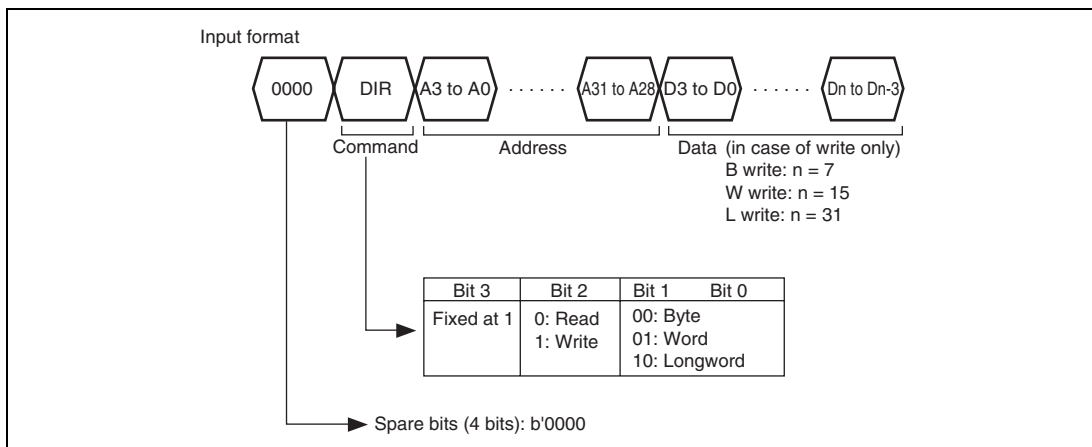 Input format
0000 DIR A3 to A0 ······ A31 to A28 D3 to D0 ······ Dn to Dn-3
Command Address Data (in case of write only)
B write: n = 7
W write: n = 15
L write: n = 31
Bit 3 Bit 2 Bit 1 Bit 0
Fixed at 1 0: Read 00: Byte
1: Write 01: Word
10: Longword
Spare bits (4 bits): b'0000